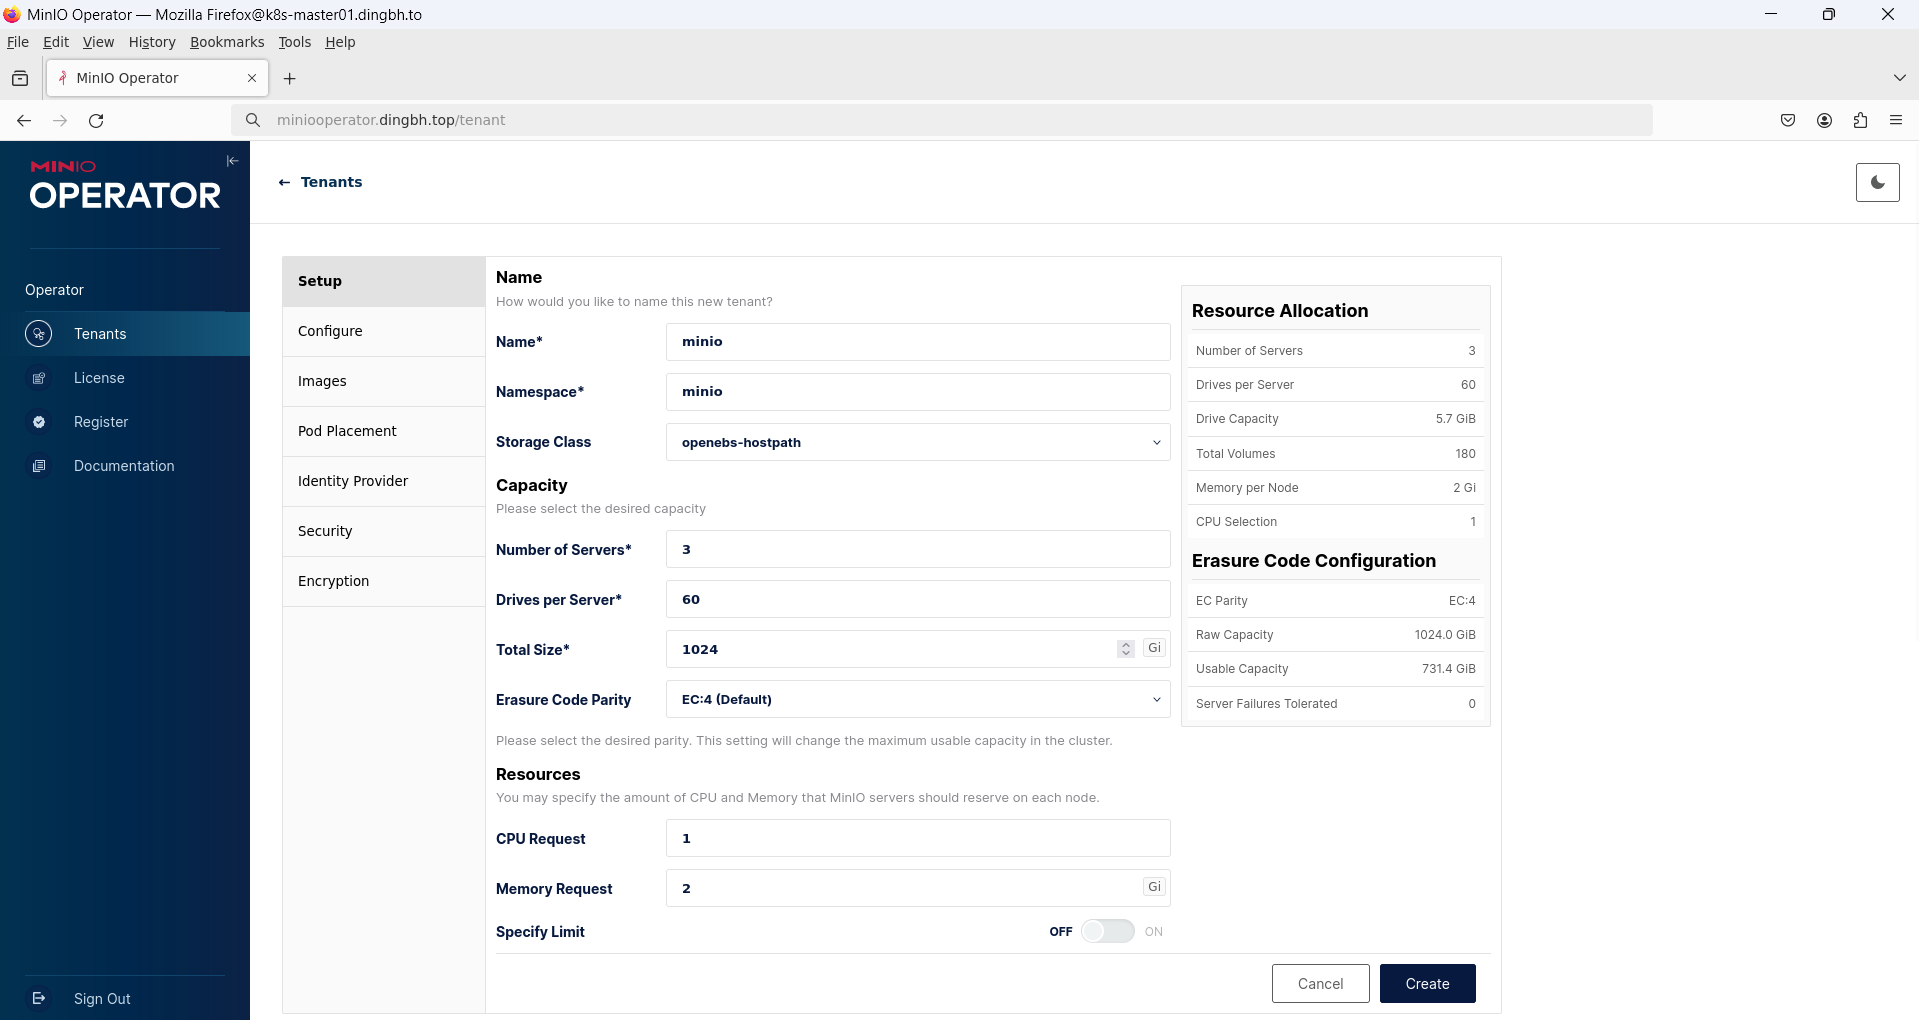 MinIO Operator — Mozilla Firefox@k8s-master01.dingbh.to
File Edit View History Bookmarks Tools Help
MinIO Operator
miniooperator.dingbh.top/tenant
MINIO
OPERATOR
Operator
Tenants
License
Register
Documentation
Sign Out
Tenants
Setup
Configure
Images
Pod Placement
Identity Provider
Security
Encryption
Name
How would you like to name this new tenant?
Name* minio
Namespace* minio
Storage Class openebs-hostpath
Capacity
Please select the desired capacity
Number of Servers* 3
Drives per Server* 60
Total Size* 1024 Gi
Erasure Code Parity EC:4 (Default)
Please select the desired parity. This setting will change the maximum usable capacity in the cluster.
Resources
You may specify the amount of CPU and Memory that MinIO servers should reserve on each node.
CPU Request 1
Memory Request 2 Gi
Specify Limit OFF ON
Cancel Create
Resource Allocation
Number of Servers 3
Drives per Server 60
Drive Capacity 5.7 GiB
Total Volumes 180
Memory per Node 2 Gi
CPU Selection 1
Erasure Code Configuration
EC Parity EC:4
Raw Capacity 1024.0 GiB
Usable Capacity 731.4 GiB
Server Failures Tolerated 0